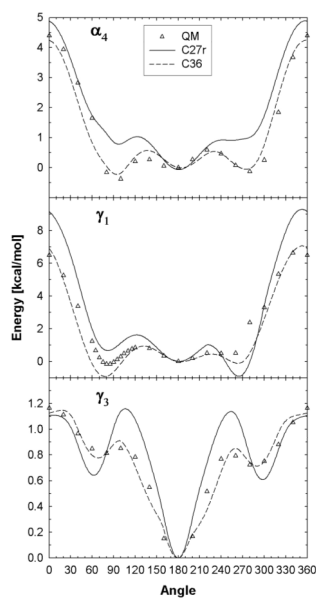 α₄
QM
C27r
C36
5
4
3
2
1
0
γ₁
8
6
4
2
0
Energy [kcal/mol]
γ₃
1.2
1.0
0.8
0.6
0.4
0.2
0.0
0 30 60 90 120 150 180 210 240 270 300 330 360
Angle